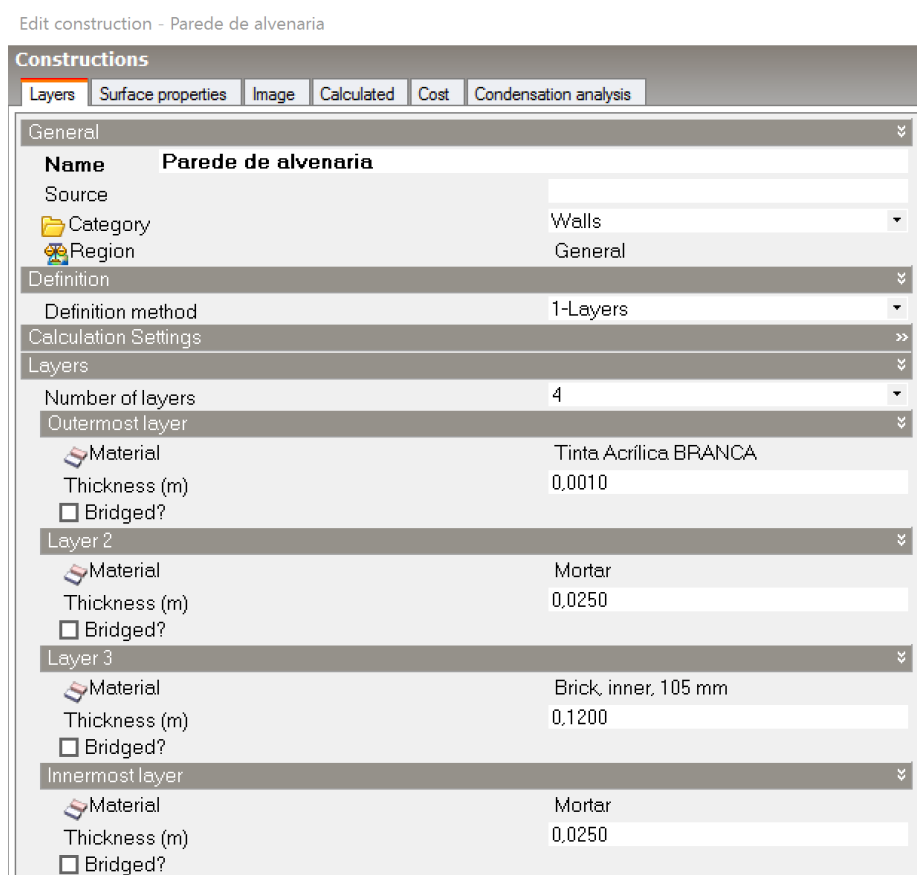 Edit construction - Parede de alvenaria
Constructions
Layers Surface properties Image Calculated Cost Condensation analysis
General
Name Parede de alvenaria
Source
Category Walls
Region General
Definition
Definition method 1-Layers
Calculation Settings
Layers
Number of layers 4
Outermost layer
Material Tinta Acrílica BRANCA
Thickness (m) 0,0010
Bridged?
Layer 2
Material Mortar
Thickness (m) 0,0250
Bridged?
Layer 3
Material Brick, inner, 105 mm
Thickness (m) 0,1200
Bridged?
Innermost layer
Material Mortar
Thickness (m) 0,0250
Bridged?